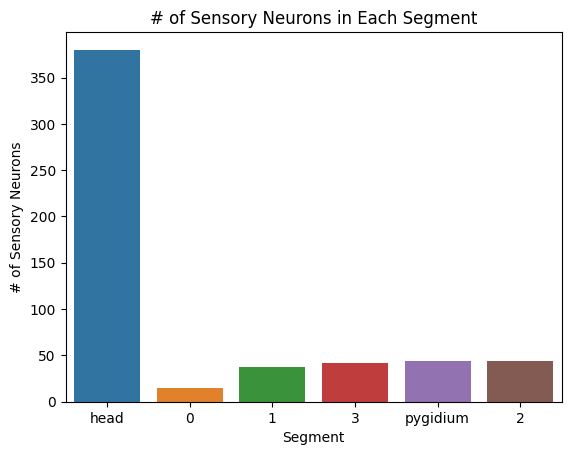 # of Sensory Neurons in Each Segment
# of Sensory Neurons
350
300
250
200
150
100
50
0
head 0 1 3 pygidium 2
Segment